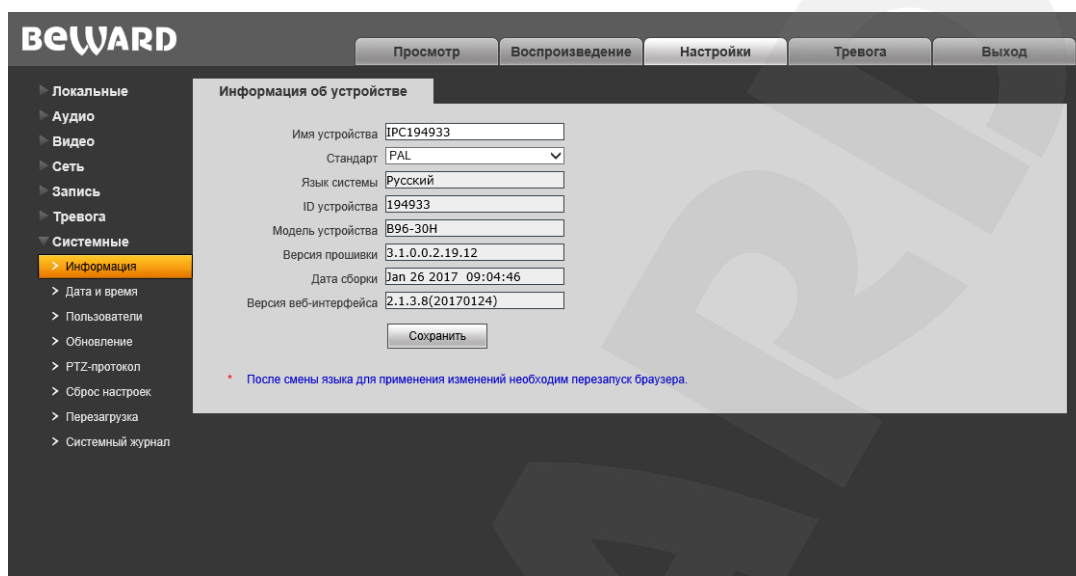 BEWARD
Просмотр Воспроизведение Настройки Тревога Выход
Локальные
Аудио
Видео
Сеть
Запись
Тревога
Системные
Информация
Дата и время
Пользователи
Обновление
PTZ-протокол
Сброс настроек
Перезагрузка
Системный журнал
Информация об устройстве
Имя устройства IPC194933
Стандарт PAL
Язык системы Русский
ID устройства 194933
Модель устройства B96-30H
Версия прошивки 3.1.0.0.2.19.12
Дата сборки Jan 26 2017 09:04:46
Версия веб-интерфейса 2.1.3.8(20170124)
Сохранить
* После смены языка для применения изменений необходим перезапуск браузера.